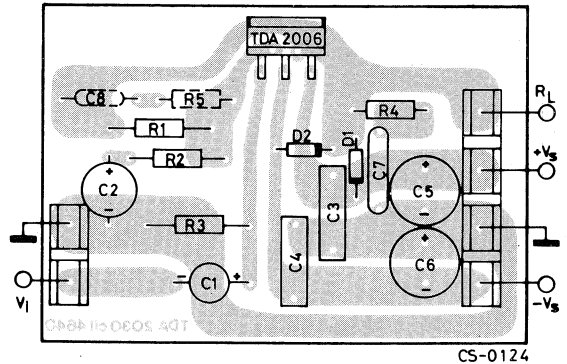 TDA 2006
C8 R5
R1
R2
R3
R4
D2
D1
C7
C2
C3
C4
C5
C6
C1
+
-
+
-
+
-
- +
RL
+Vs
-Vs
Vi
CS-0124